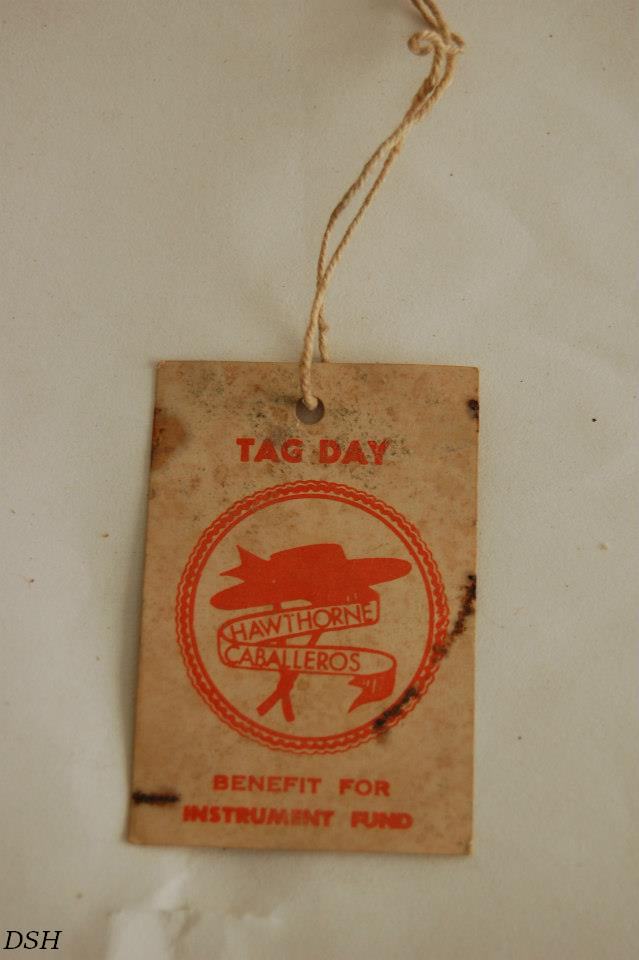 TAG DAY
HAWTHORNE
CABALLEROS
BENEFIT FOR
INSTRUMENT FUND
DSH